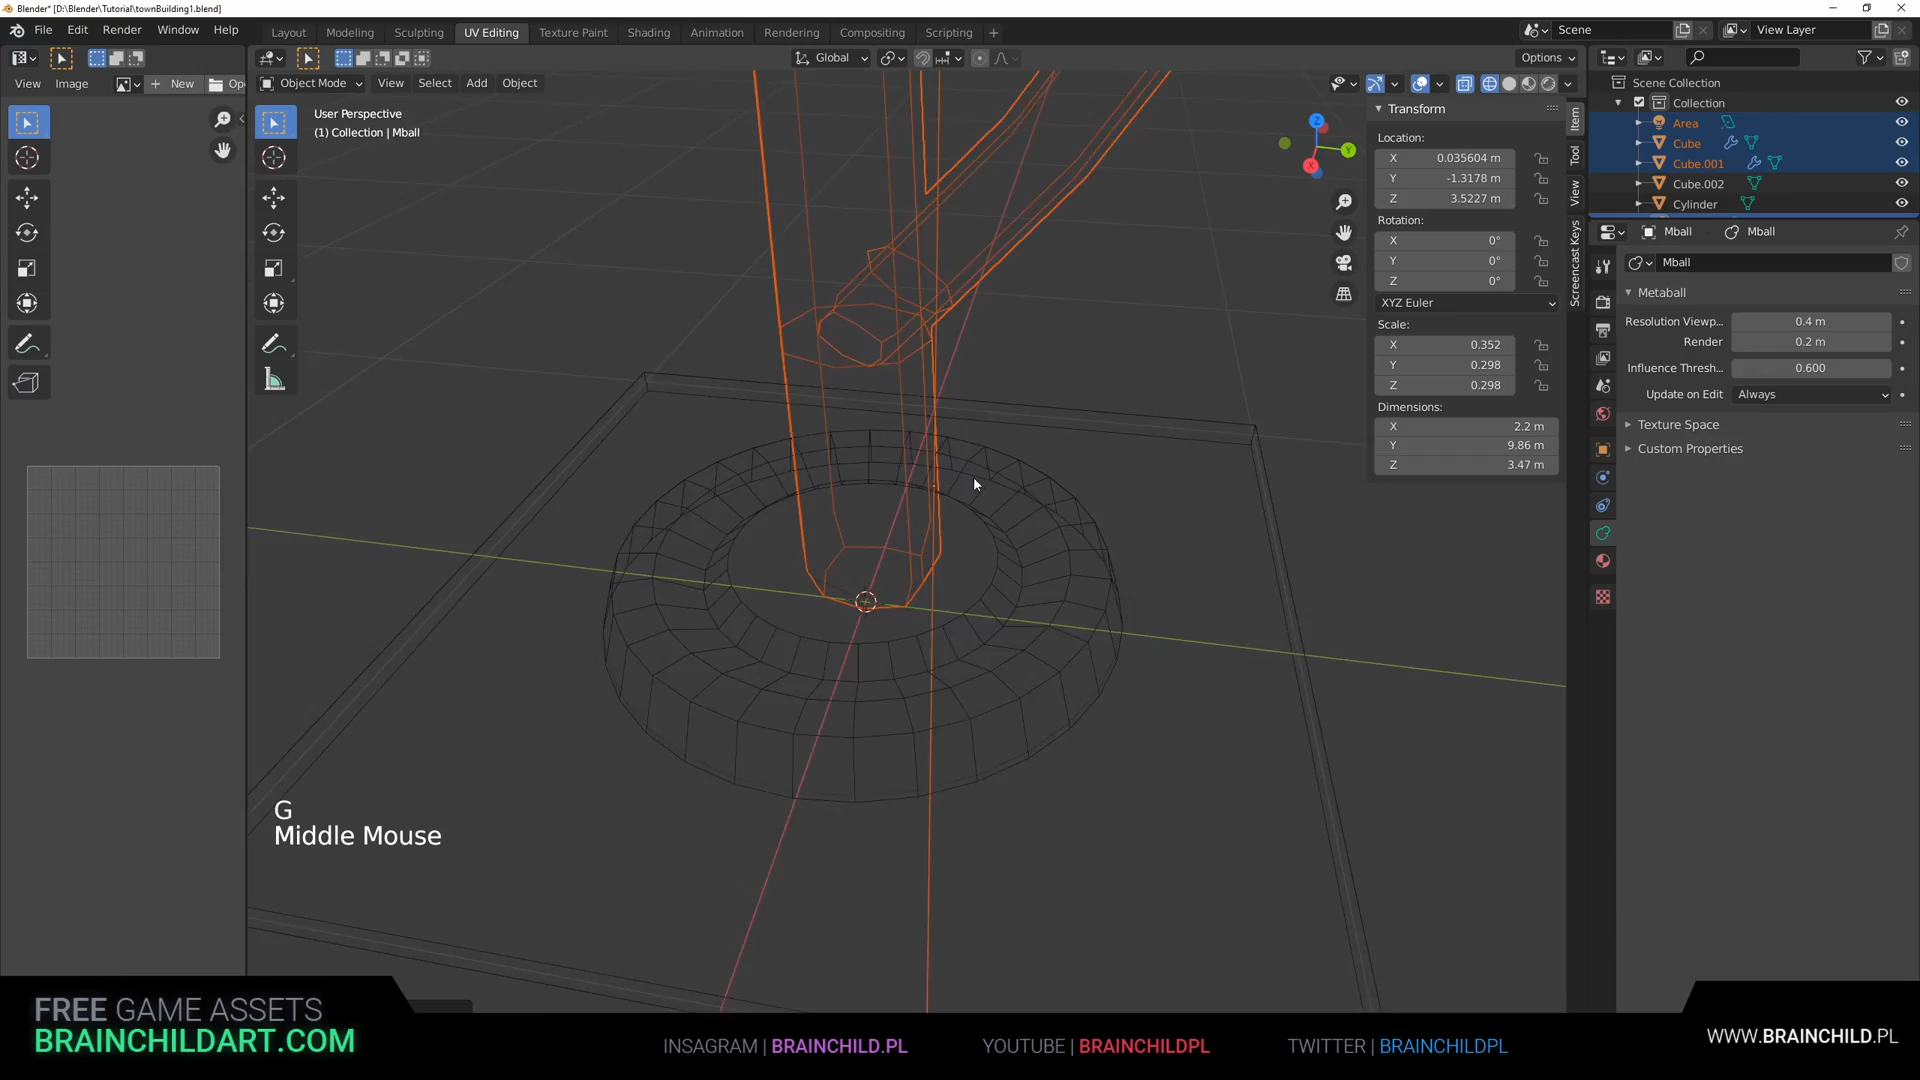 Blender* [D:\Blender\Tutorial\townBuilding1.blend]
File Edit Render Window Help
Layout Modeling Sculpting UV Editing Texture Paint Shading Animation Rendering Compositing Scripting +
Scene
View Layer
Global
Options
View Image
New
Op
Object Mode
View Select Add Object
User Perspective
(1) Collection | Mball
Transform
Location:
X 0.035604 m
Y -1.3178 m
Z 3.5227 m
Rotation:
X 0°
Y 0°
Z 0°
XYZ Euler
Scale:
X 0.352
Y 0.298
Z 0.298
Dimensions:
X 2.2 m
Y 9.86 m
Z 3.47 m
Item
Tool
View
Screencast Keys
Z
Y
X
Scene Collection
Collection
Area
Cube
Cube.001
Cube.002
Cylinder
Mball Mball
Mball
Metaball
Resolution Viewp... 0.4 m
Render 0.2 m
Influence Thresh... 0.600
Update on Edit Always
Texture Space
Custom Properties
G
Middle Mouse
FREE GAME ASSETS
BRAINCHILDART.COM
INSAGRAM | BRAINCHILD.PL
YOUTUBE | BRAINCHILDPL
TWITTER | BRAINCHILDPL
WWW.BRAINCHILD.PL